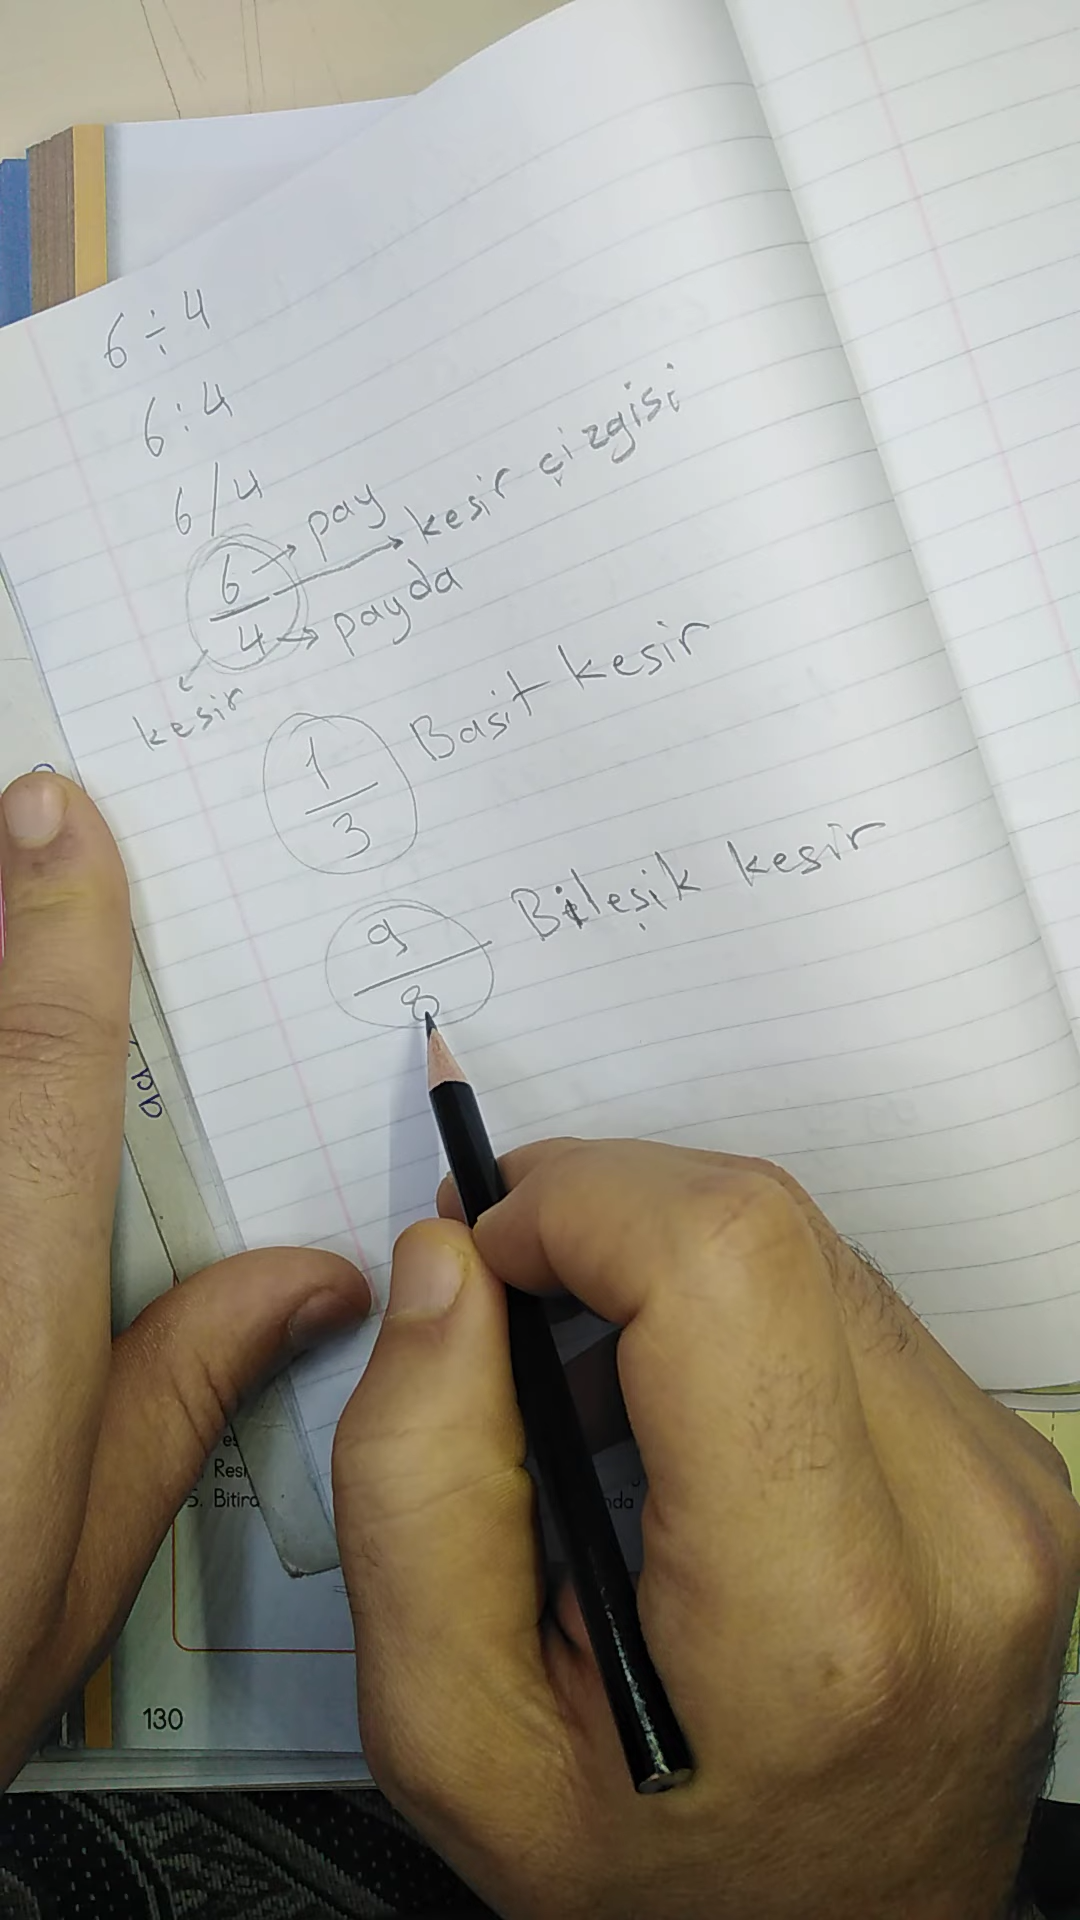 6 ÷ 4
6 : 4
6 / 4
6 → pay
→ kesir çizgisi
4 → payda
kesir
1
3
Basit kesir
9
8
Bileşik kesir
Bitird
130